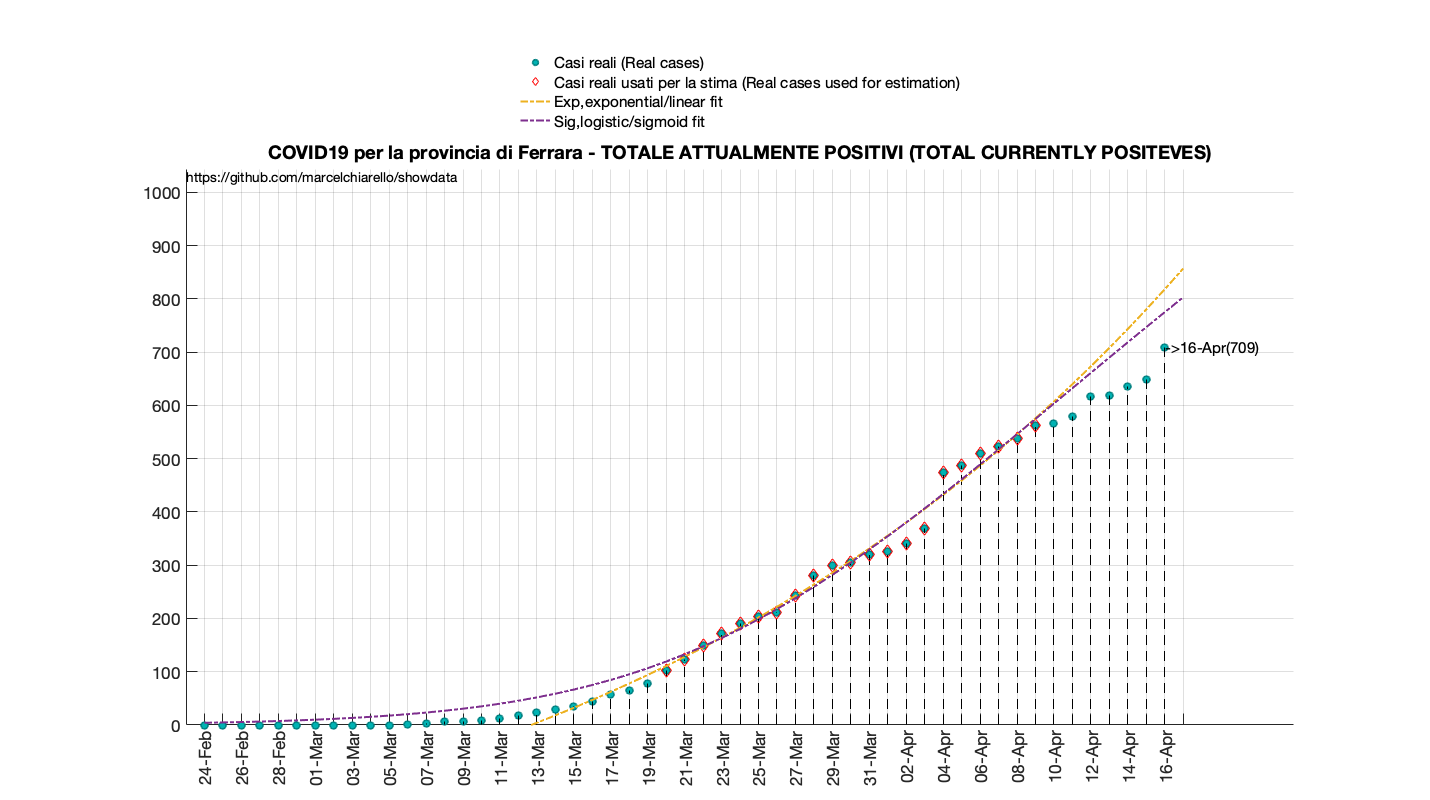 Casi reali (Real cases)
Casi reali usati per la stima (Real cases used for estimation)
Exp,exponential/linear fit
Sig,logistic/sigmoid fit
COVID19 per la provincia di Ferrara - TOTALE ATTUALMENTE POSITIVI (TOTAL CURRENTLY POSITEVES)
https://github.com/marcelchiarello/showdata
1000
900
800
700
600
500
400
300
200
100
0
->16-Apr(709)
24-Feb
26-Feb
28-Feb
01-Mar
03-Mar
05-Mar
07-Mar
09-Mar
11-Mar
13-Mar
15-Mar
17-Mar
19-Mar
21-Mar
23-Mar
25-Mar
27-Mar
29-Mar
31-Mar
02-Apr
04-Apr
06-Apr
08-Apr
10-Apr
12-Apr
14-Apr
16-Apr